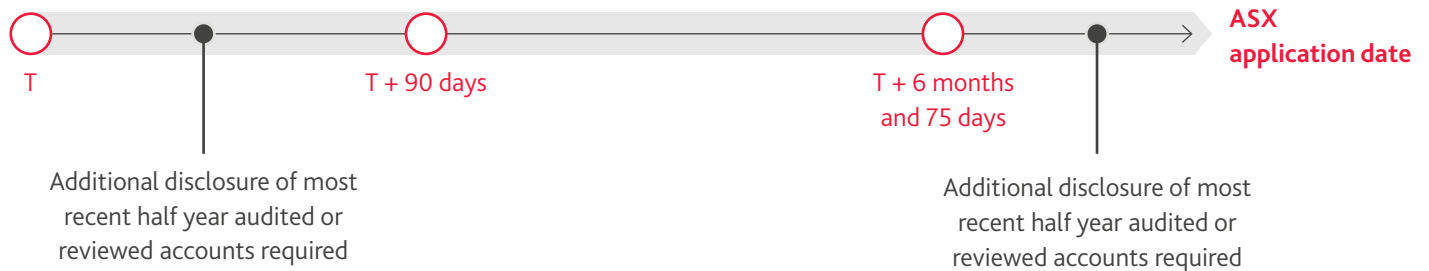 ASX
application date
T
T + 90 days
T + 6 months
and 75 days
Additional disclosure of most
recent half year audited or
reviewed accounts required
Additional disclosure of most
recent half year audited or
reviewed accounts required